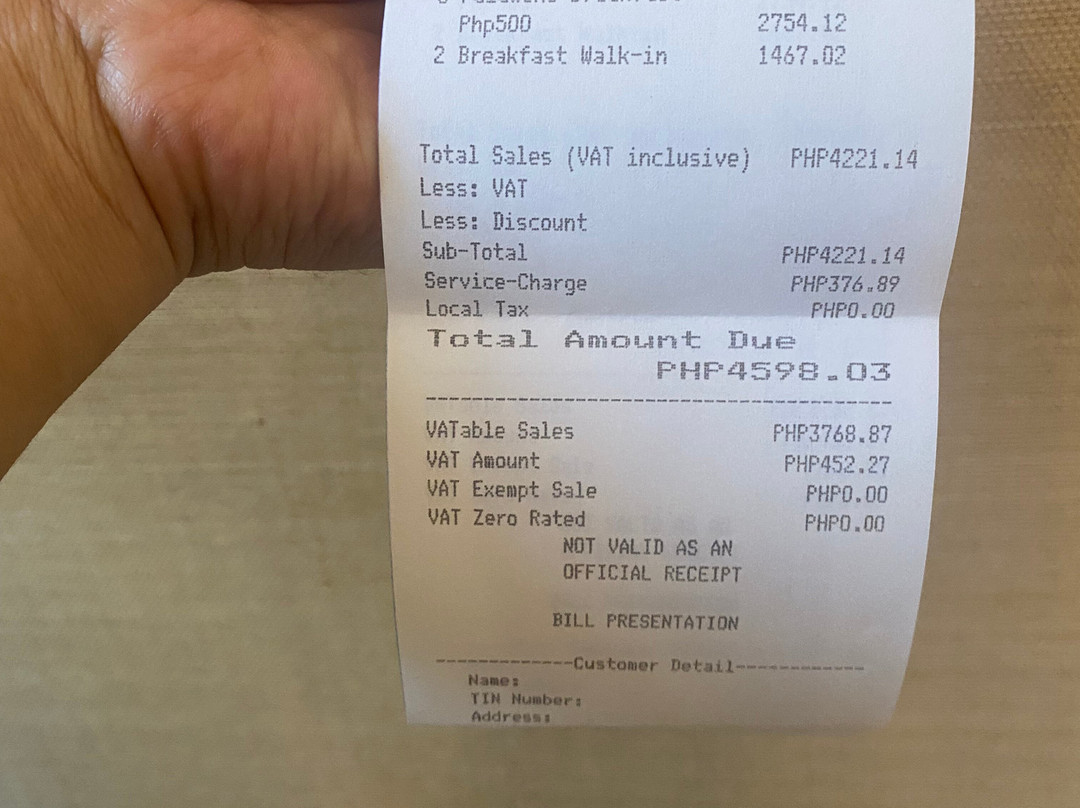 Php500 2754.12
2 Breakfast Walk-in 1467.02
Total Sales (VAT inclusive) PHP4221.14
Less: VAT
Less: Discount
Sub-Total PHP4221.14
Service-Charge PHP376.89
Local Tax PHP0.00
Total Amount Due
PHP4598.03
--------------------------------------
VATable Sales PHP3768.87
VAT Amount PHP452.27
VAT Exempt Sale PHP0.00
VAT Zero Rated PHP0.00
NOT VALID AS AN
OFFICIAL RECEIPT
BILL PRESENTATION
-------------Customer Detail------------
Name:
TIN Number:
Address: